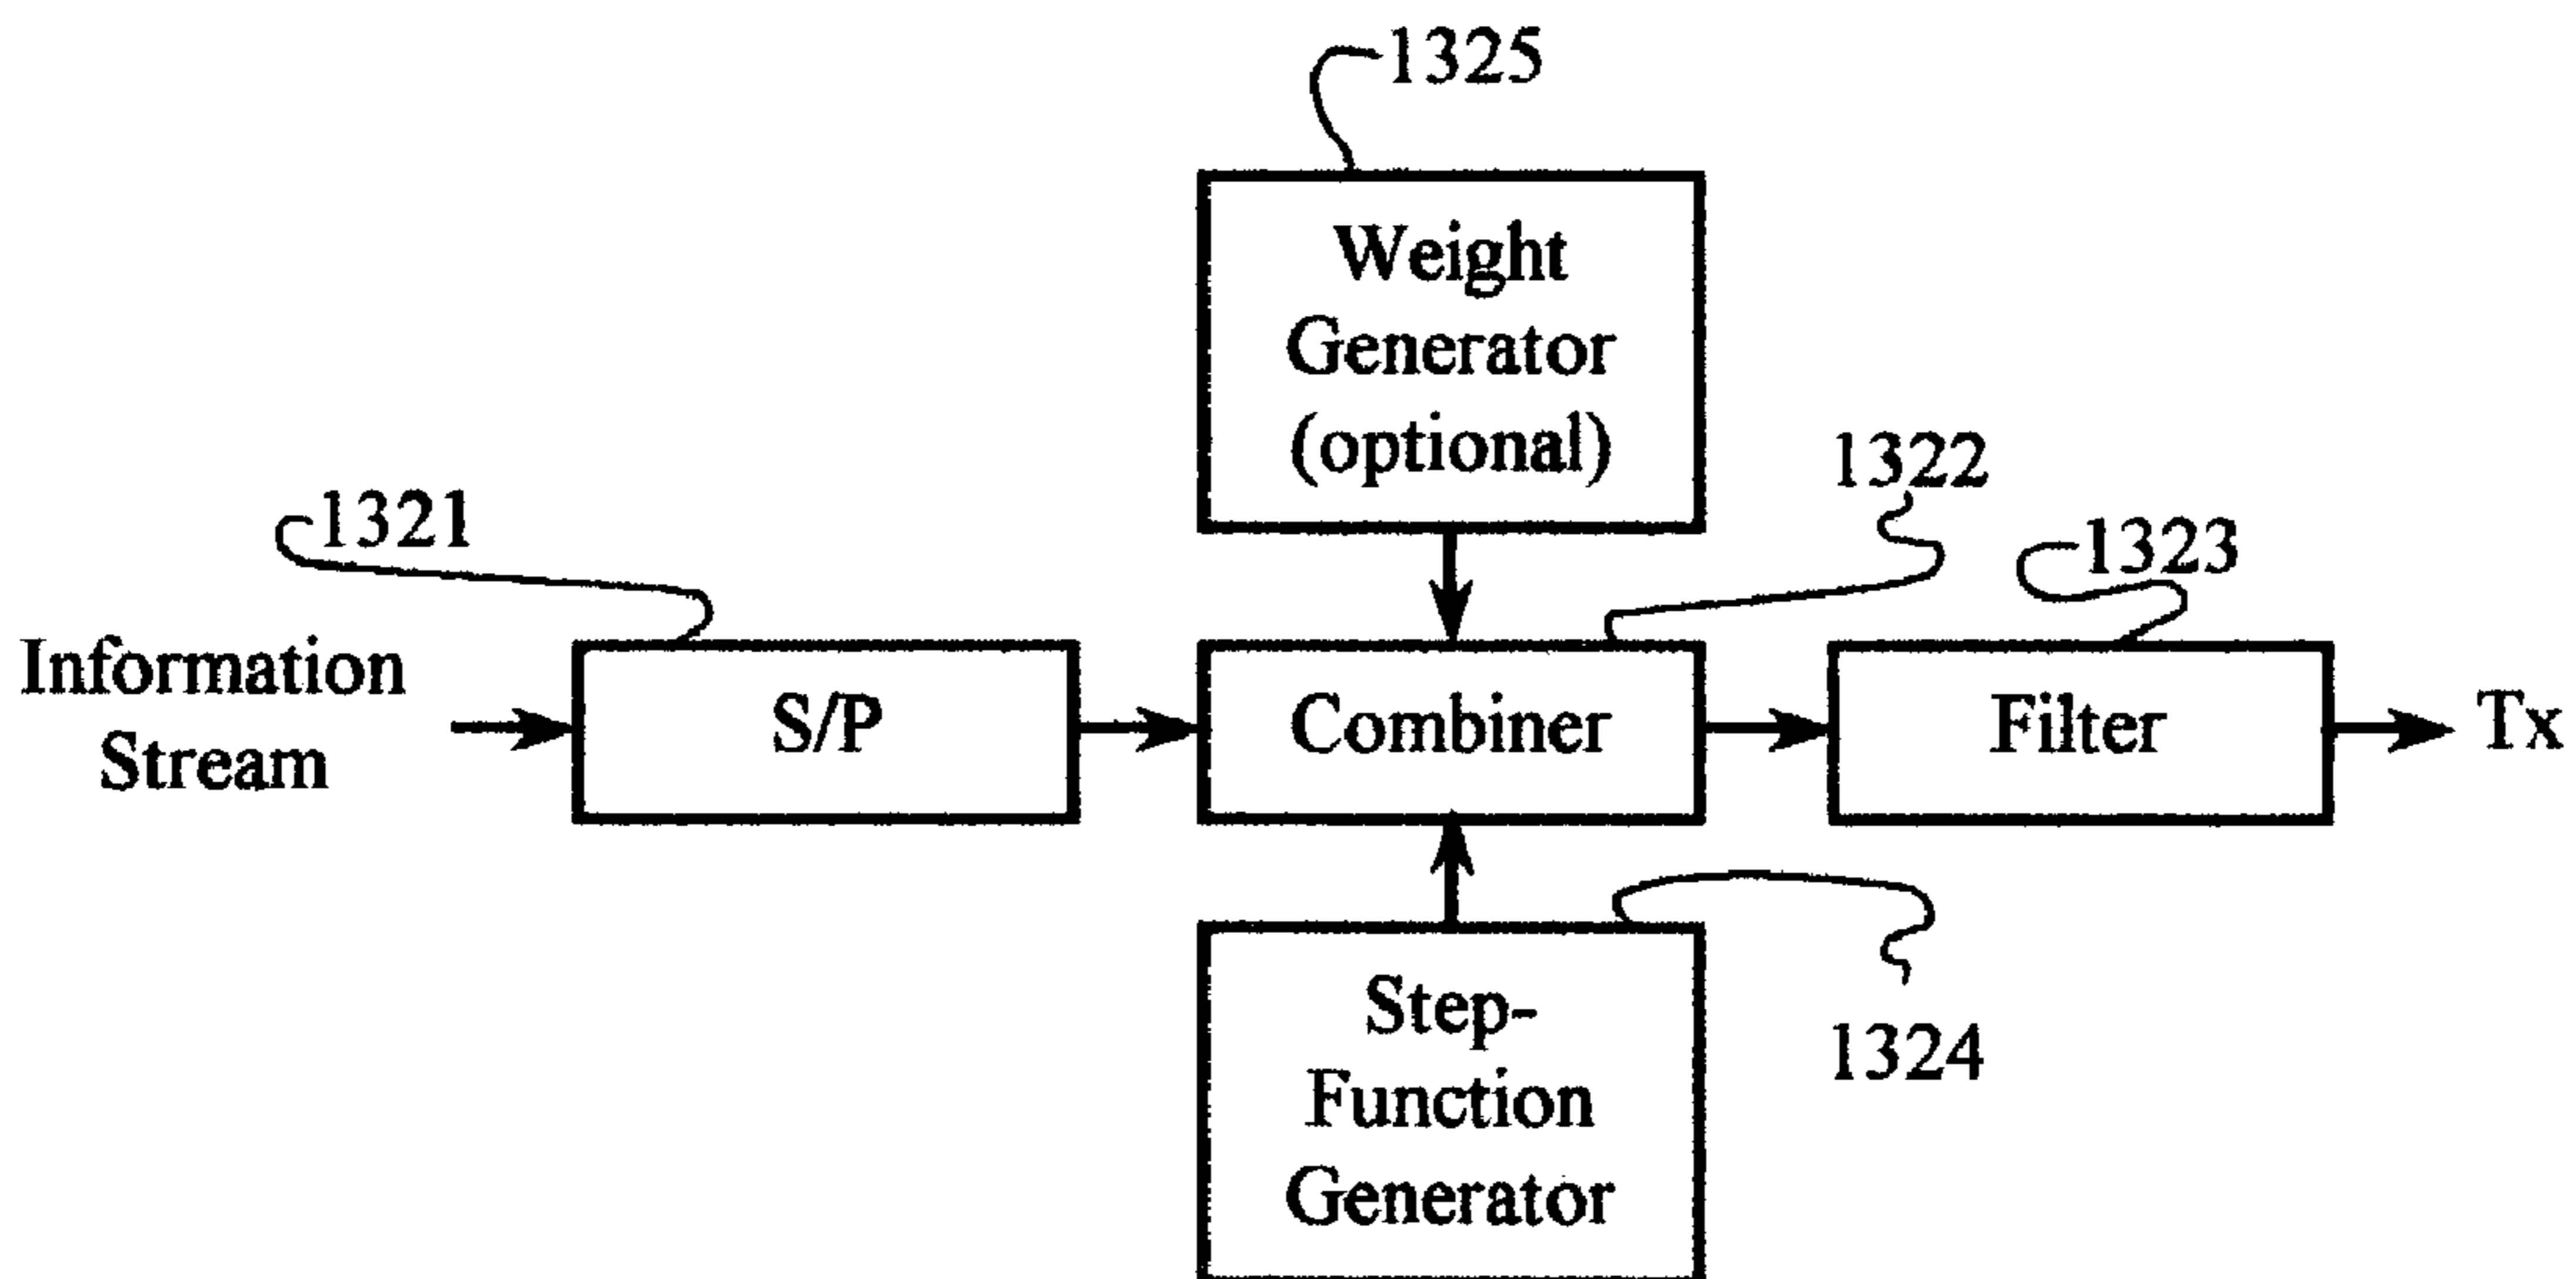 1325
Weight
Generator
(optional)
1322
1321
1323
Information
Stream
S/P
Combiner
Filter
Tx
Step-
Function
Generator
1324